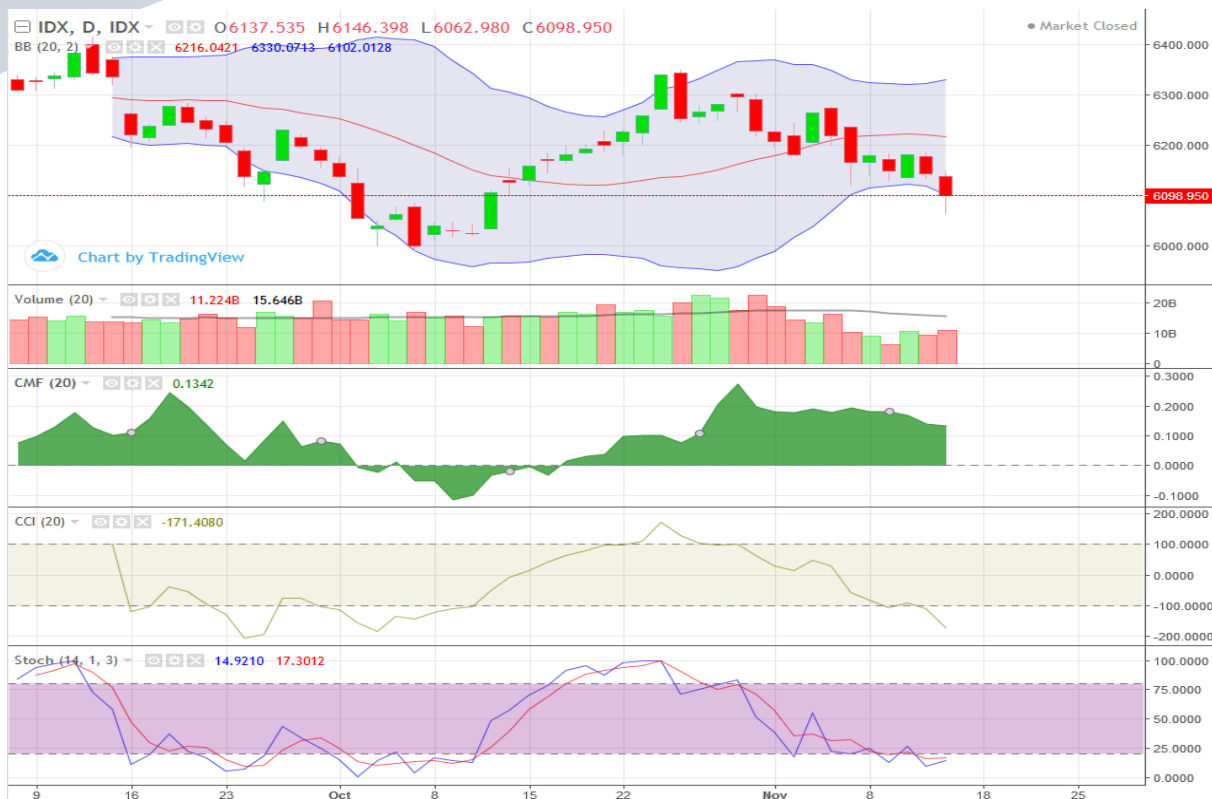 IDX, D, IDX O6137.535 H6146.398 L6062.980 C6098.950 Market Closed
BB (20, 2) 6216.0421 6330.0713 6102.0128
6400.000
6300.000
6200.000
6098.950
6000.000
Chart by TradingView
Volume (20) 11.224B 15.646B
20B
10B
0
CMF (20) 0.1342
0.3000
0.2000
0.1000
0.0000
-0.1000
CCI (20) -171.4080
200.0000
100.0000
0.0000
-100.0000
-200.0000
Stoch (14, 1, 3) 14.9210 17.3012
100.0000
75.0000
50.0000
25.0000
0.0000
9 16 23 Oct 8 15 22 Nov 8 18 25